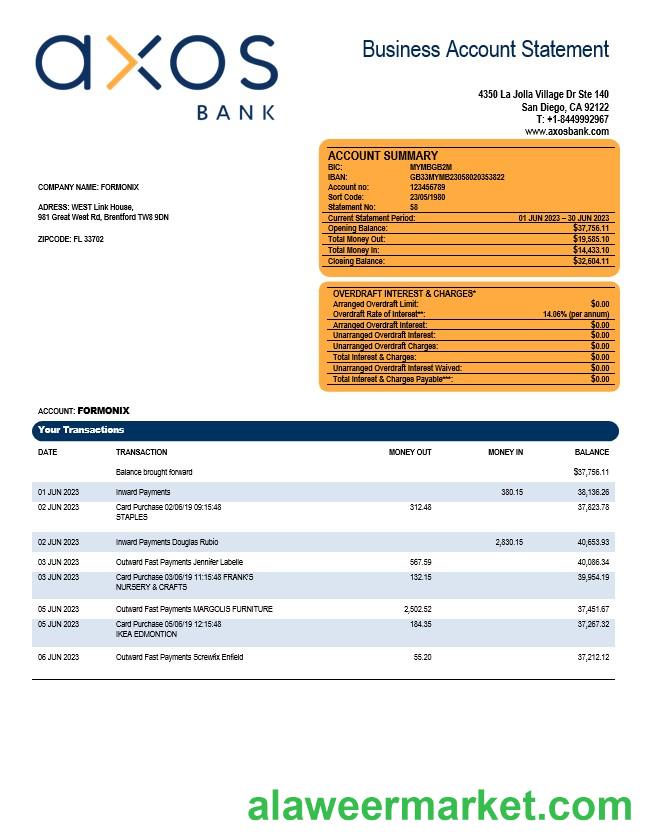 axos
BANK
Business Account Statement
4350 La Jolla Village Dr Ste 140
San Diego, CA 92122
T: +1-8449992967
www.axosbank.com
COMPANY NAME: FORMONIX
ADRESS: WEST Link House,
981 Great West Rd, Brentford TW8 9DN
ZIPCODE: FL 33702
ACCOUNT SUMMARY
BIC: MYMBGB2M
IBAN: GB33MYMB23058020353822
Account no: 123456789
Sort Code: 23/05/1980
Statement No: 58
Current Statement Period: 01 JUN 2023 – 30 JUN 2023
Opening Balance: $37,756.11
Total Money Out: $19,585.10
Total Money In: $14,433.10
Closing Balance: $32,604.11
OVERDRAFT INTEREST & CHARGES*
Arranged Overdraft Limit: $0.00
Overdraft Rate of Interest**: 14.06% (per annum)
Arranged Overdraft Interest: $0.00
Unarranged Overdraft Interest: $0.00
Unarranged Overdraft Charges: $0.00
Total Interest & Charges: $0.00
Unarranged Overdraft Interest Waived: $0.00
Total Interest & Charges Payable***: $0.00
ACCOUNT: FORMONIX
Your Transactions
DATE TRANSACTION MONEY OUT MONEY IN BALANCE
Balance brought forward $37,756.11
01 JUN 2023 Inward Payments 380.15 38,136.26
02 JUN 2023 Card Purchase 02/06/19 09:15:48 312.48 37,823.78
STAPLES
02 JUN 2023 Inward Payments Douglas Rubio 2,830.15 40,653.93
03 JUN 2023 Outward Fast Payments Jennifer Labelle 567.59 40,086.34
03 JUN 2023 Card Purchase 03/06/19 11:15:48 FRANK'S 132.15 39,954.19
NURSERY & CRAFTS
05 JUN 2023 Outward Fast Payments MARGOLIS FURNITURE 2,502.52 37,451.67
05 JUN 2023 Card Purchase 05/06/19 12:15:48 184.35 37,267.32
IKEA EDMONTION
06 JUN 2023 Outward Fast Payments Screwfix Enfield 55.20 37,212.12
alaweermarket.com